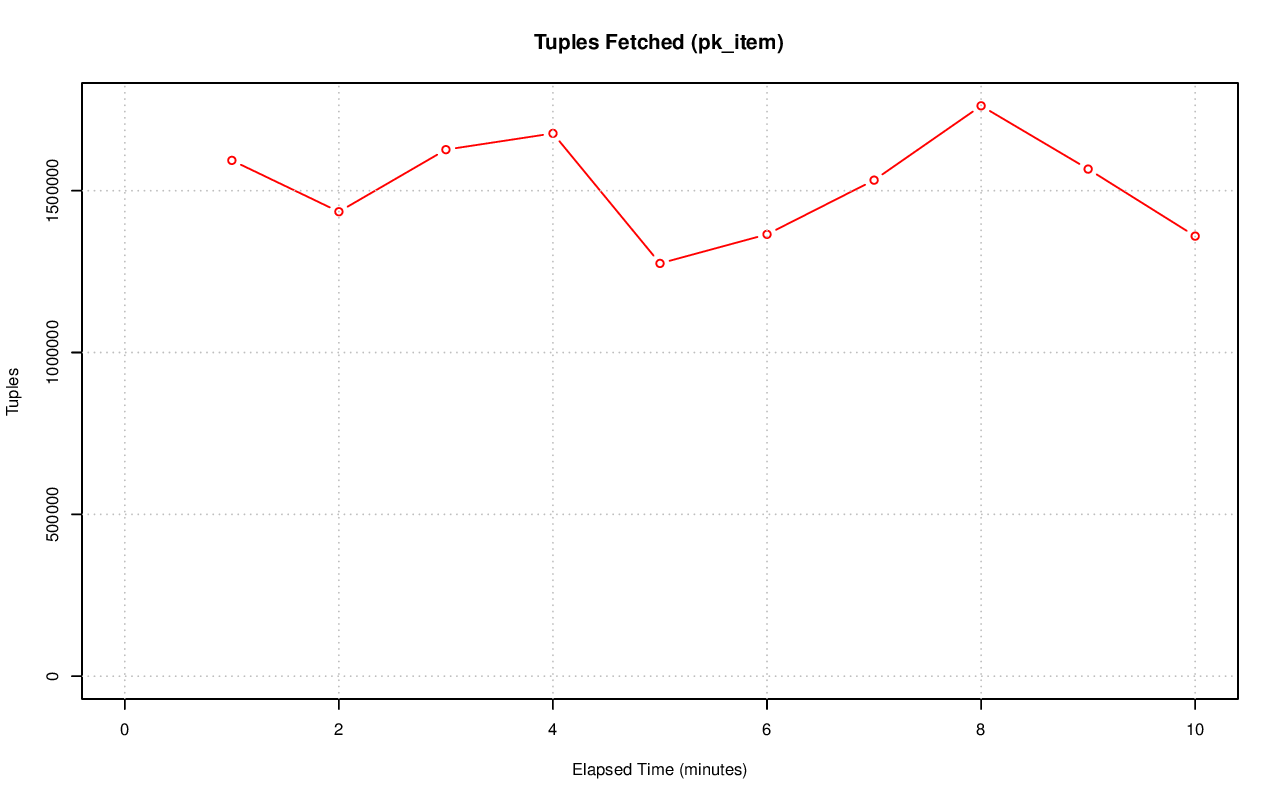 Tuples Fetched (pk_item)
Tuples
1500000
1000000
500000
0
0 2 4 6 8 10
Elapsed Time (minutes)